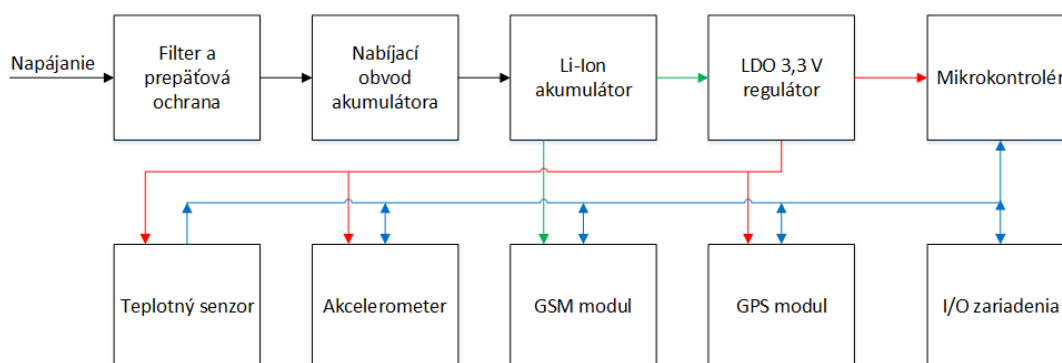 Napájanie
Filter a
prepäťová
ochrana
Nabíjací
obvod
akumulátora
Li-Ion
akumulátor
LDO 3,3 V
regulátor
Mikrokontrolér
Teplotný senzor
Akcelerometer
GSM modul
GPS modul
I/O zariadenia